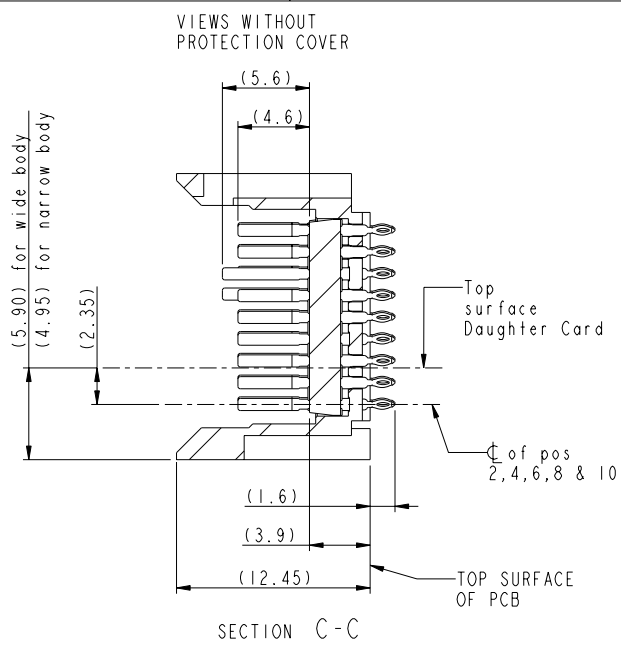 VIEWS WITHOUT
PROTECTION COVER
(5.6)
(4.6)
(5.90) for wide body
(4.95) for narrow body
(2.35)
Top
surface
Daughter Card
℄ of pos
2,4,6,8 & 10
(1.6)
(3.9)
(12.45)
TOP SURFACE
OF PCB
SECTION C-C